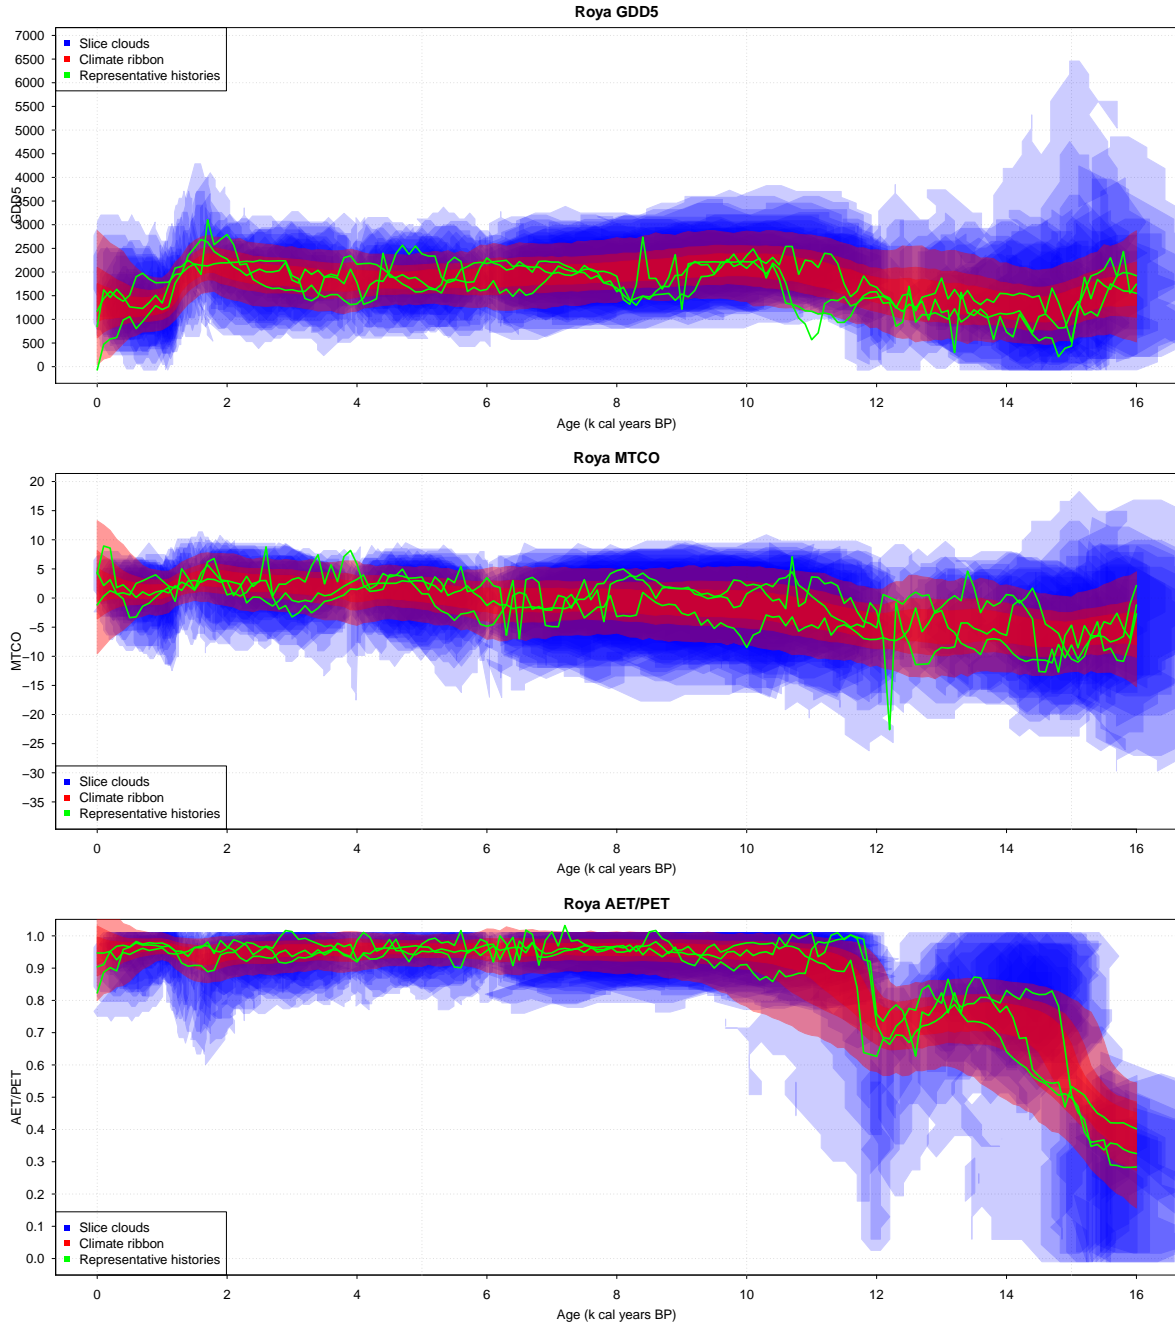 Roya GDD5
Slice clouds
Climate ribbon
Representative histories
GDD5
7000
6500
6000
5500
5000
4500
4000
3500
3000
2500
2000
1500
1000
500
0
0 2 4 6 8 10 12 14 16
Age (k cal years BP)
Roya MTCO
MTCO
20
15
10
5
0
−5
−10
−15
−20
−25
−30
−35
Slice clouds
Climate ribbon
Representative histories
0 2 4 6 8 10 12 14 16
Age (k cal years BP)
Roya AET/PET
AET/PET
1.0
0.9
0.8
0.7
0.6
0.5
0.4
0.3
0.2
0.1
0.0
Slice clouds
Climate ribbon
Representative histories
0 2 4 6 8 10 12 14 16
Age (k cal years BP)